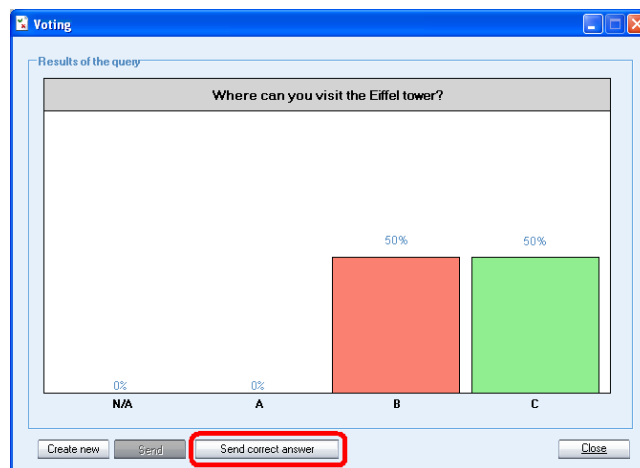 Voting
Results of the query
Where can you visit the Eiffel tower?
50% 50%
0% 0%
N/A A B C
Create new Send Send correct answer Close